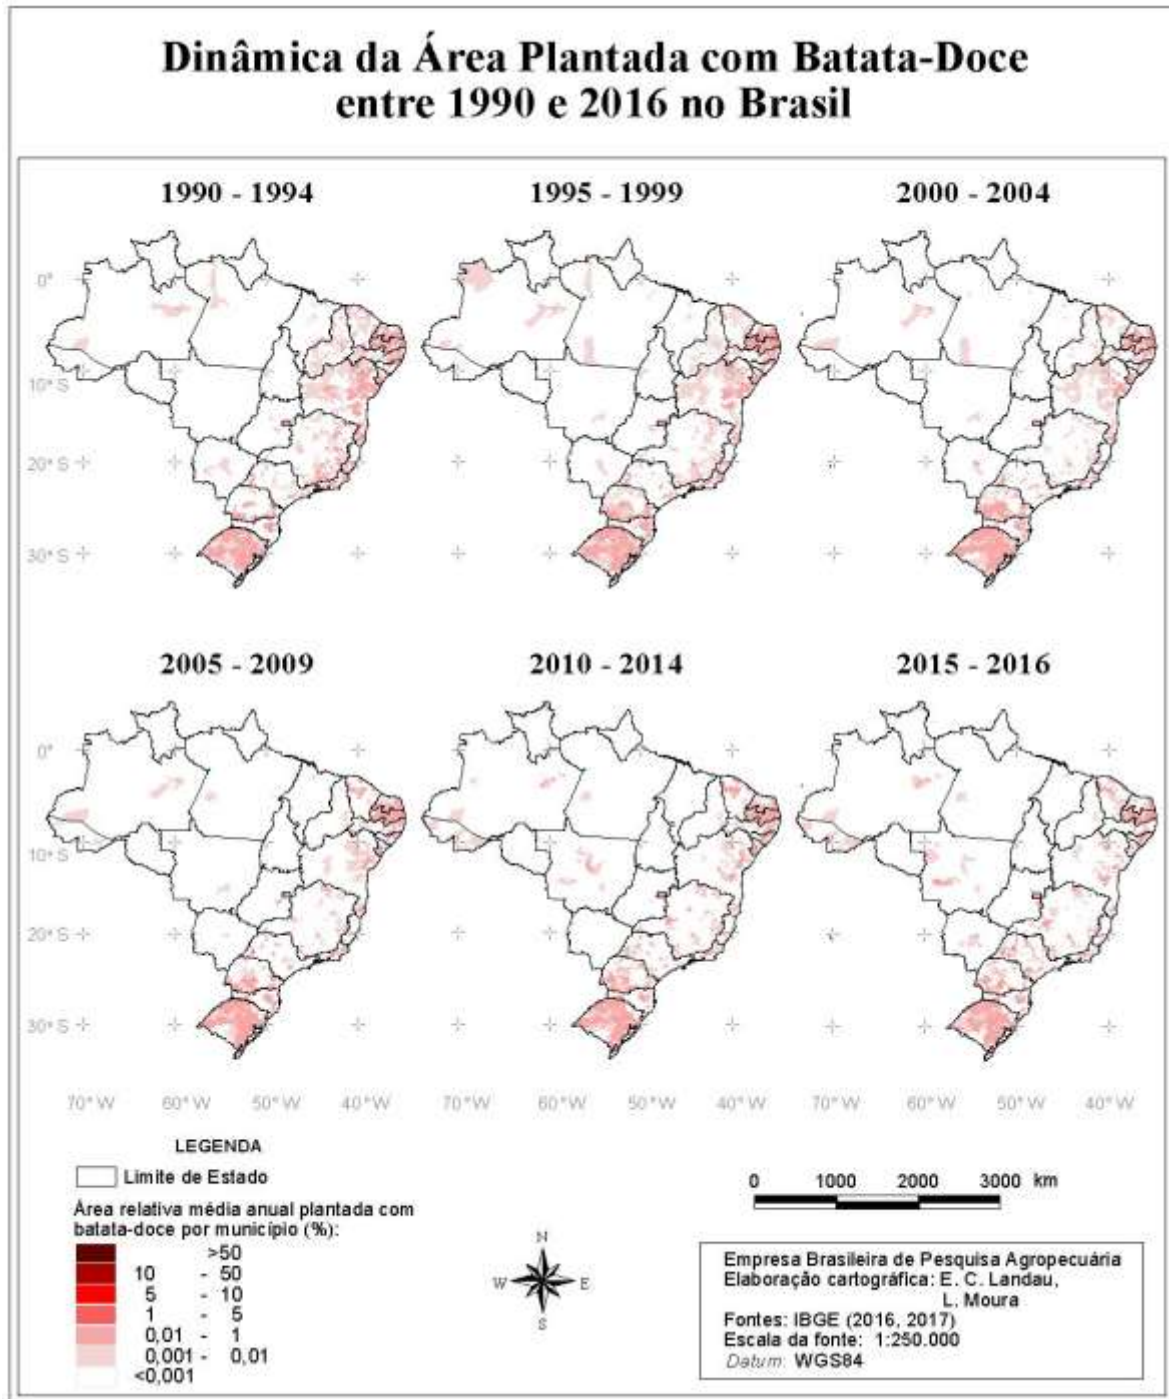 Dinâmica da Área Plantada com Batata-Doce
entre 1990 e 2016 no Brasil
1990 - 1994
1995 - 1999
2000 - 2004
0°
10° S
20° S
30° S
2005 - 2009
2010 - 2014
2015 - 2016
0°
10° S
20° S
30° S
70° W 60° W 50° W 40° W 70° W 60° W 50° W 40° W 70° W 60° W 50° W 40° W
LEGENDA
Limite de Estado
Área relativa média anual plantada com
batata-doce por município (%):
>50
10 - 50
5 - 10
1 - 5
0,01 - 1
0,001 - 0,01
<0,001
N
W E
S
0 1000 2000 3000 km
Empresa Brasileira de Pesquisa Agropecuária
Elaboração cartográfica: E. C. Landau,
L. Moura
Fontes: IBGE (2016, 2017)
Escala da fonte: 1:250.000
Datum: WGS84